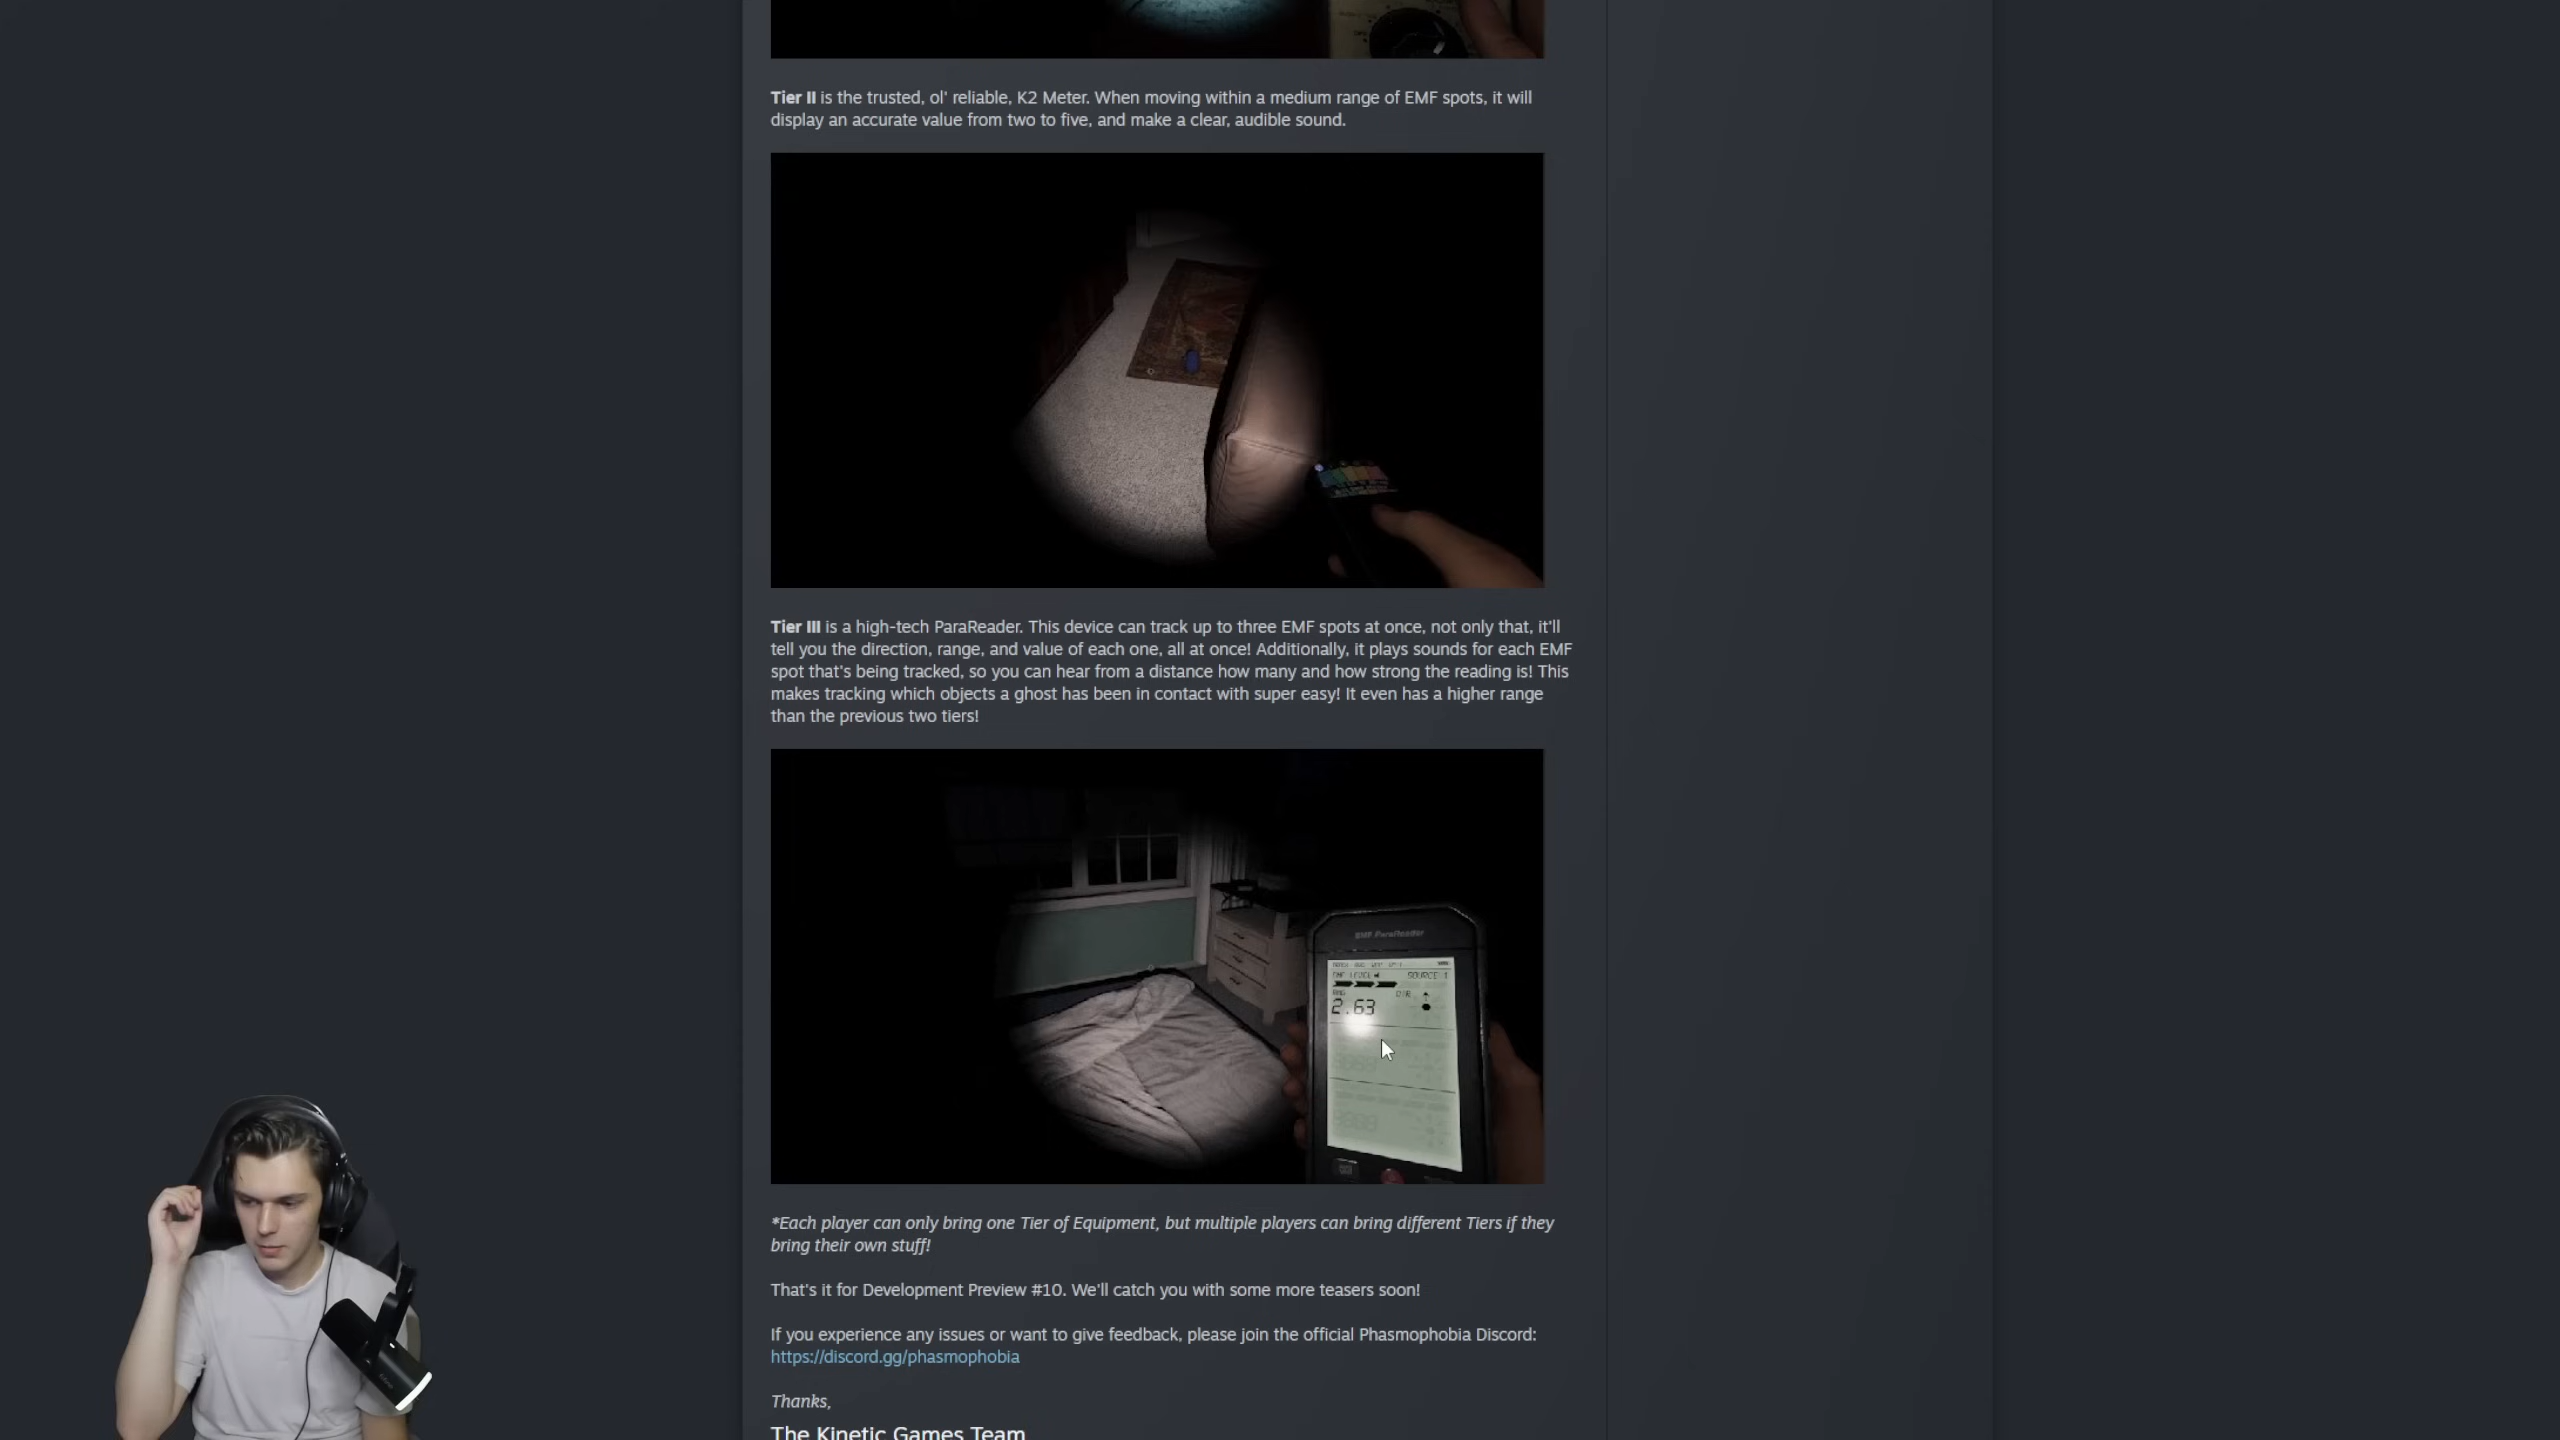 Tier II is the trusted, ol' reliable, K2 Meter. When moving within a medium range of EMF spots, it will
display an accurate value from two to five, and make a clear, audible sound.
Tier III is a high-tech ParaReader. This device can track up to three EMF spots at once, not only that, it'll
tell you the direction, range, and value of each one, all at once! Additionally, it plays sounds for each EMF
spot that's being tracked, so you can hear from a distance how many and how strong the reading is! This
makes tracking which objects a ghost has been in contact with super easy! It even has a higher range
than the previous two tiers!
EMF ParaReader
EMF LEVEL SOURCE 1
RNG DIR
2.63
*Each player can only bring one Tier of Equipment, but multiple players can bring different Tiers if they
bring their own stuff!
That's it for Development Preview #10. We'll catch you with some more teasers soon!
If you experience any issues or want to give feedback, please join the official Phasmophobia Discord:
https://discord.gg/phasmophobia
Thanks,
The Kinetic Games Team